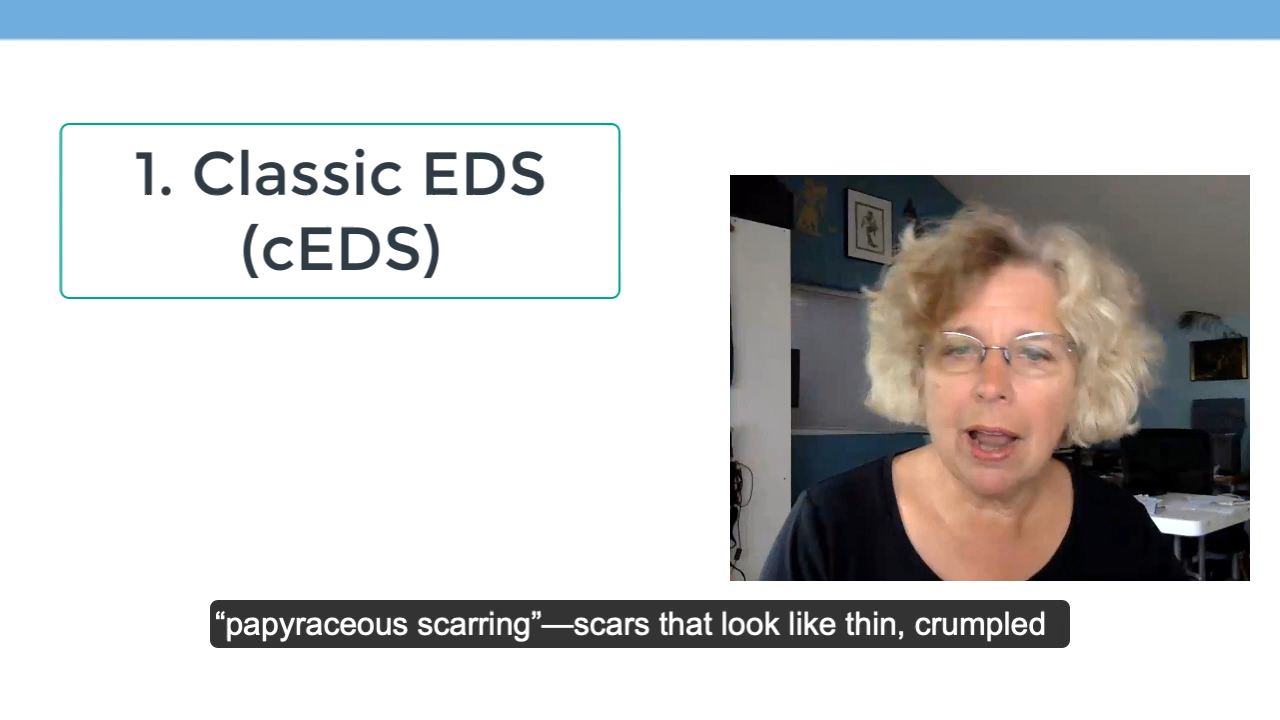 1. Classic EDS
(cEDS)
“papyraceous scarring”—scars that look like thin, crumpled